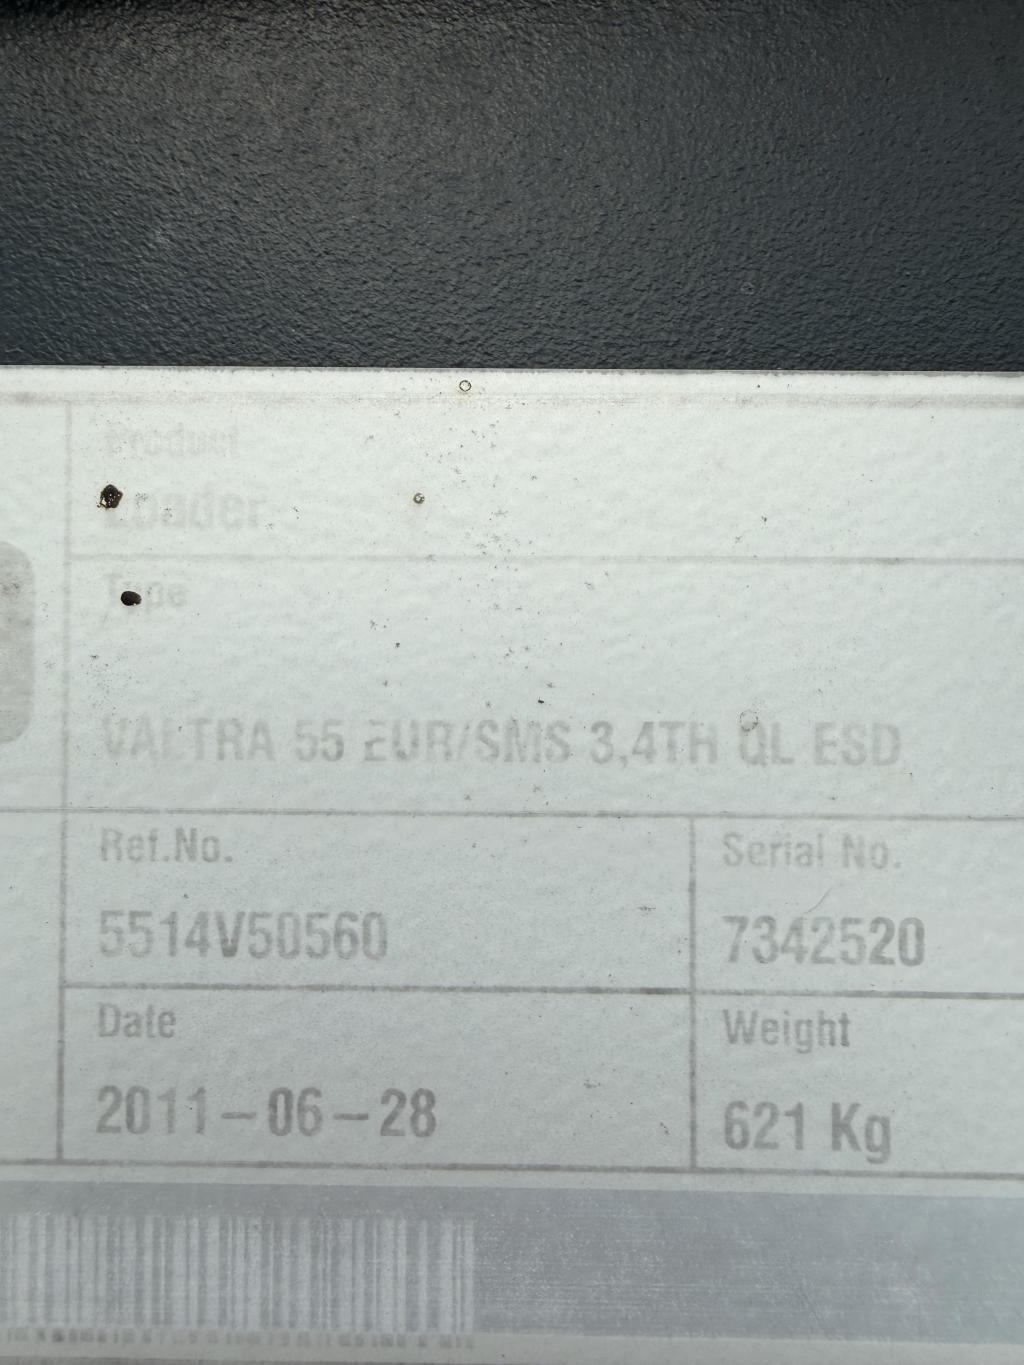 Product
Loader
Type
VALTRA 55 EUR/SMS 3,4TH QL ESD
Ref.No.
Serial No.
5514V50560
7342520
Date
Weight
2011-06-28
621 Kg